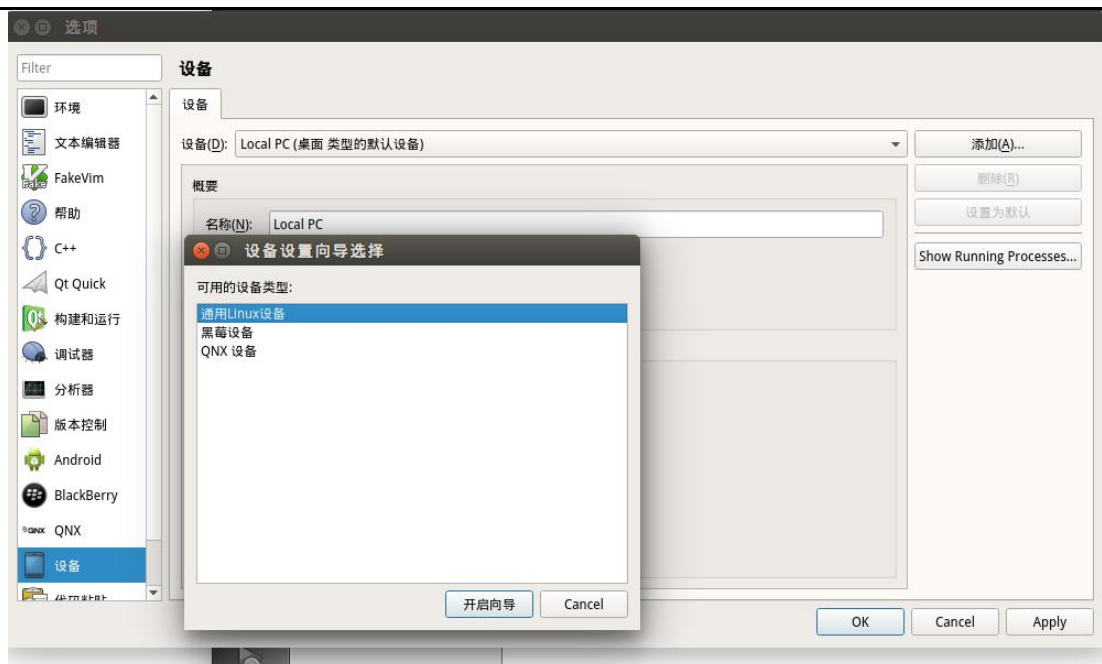 选项
Filter
设备
环境
文本编辑器
FakeVim
帮助
C++
Qt Quick
构建和运行
调试器
分析器
版本控制
Android
BlackBerry
QNX
设备
设备
设备(D): Local PC (桌面 类型的默认设备)
添加(A)...
概要
删除(R)
名称(N): Local PC
设置为默认
Show Running Processes...
设备设置向导选择
可用的设备类型:
通用Linux设备
黑莓设备
QNX 设备
开启向导
Cancel
OK
Cancel
Apply